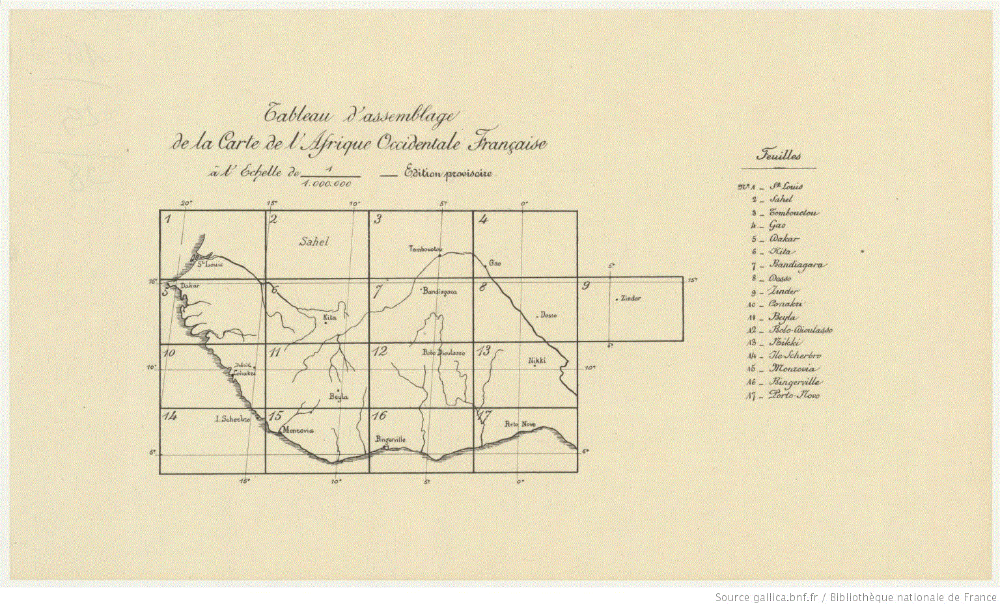 Tableau d'assemblage
de la Carte de l'Afrique Occidentale Française
à l'Echelle de 1/1.000.000 — Edition provisoire
20° 15° 10° 5° 0°
1 2 3 4
Sahel
Tombouctou
Gao
St Louis
5°
15° 15°
Dakar
5 6 7 8 9
Bandiagara
Zinder
Kita
Dosso
5°
10 11 12 13
Bobo Dioulasso
Nikki
10° 10°
Conakri
Beyla
14 15 16 17
I. Scherbro
Monrovia
Porto Novo
Bingerville
5° 5°
15° 10° 5° 0°
Feuilles
No 1 - St Louis
2 - Sahel
3 - Tombouctou
4 - Gao
5 - Dakar
6 - Kita
7 - Bandiagara
8 - Dosso
9 - Zinder
10 - Conakri
11 - Beyla
12 - Bobo-Dioulasso
13 - Nikki
14 - Ile Scherbro
15 - Monrovia
16 - Bingerville
17 - Porto-Novo
Source gallica.bnf.fr / Bibliothèque nationale de France